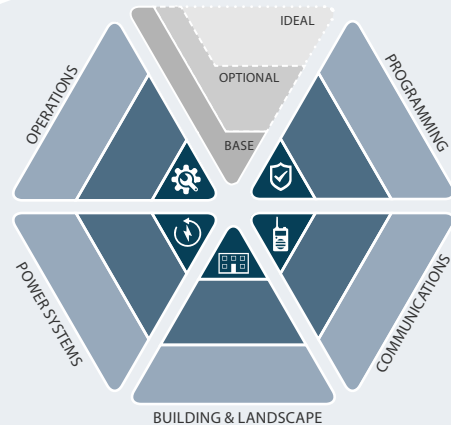 IDEAL
OPTIONAL
BASE
OPERATIONS
PROGRAMMING
POWER SYSTEMS
COMMUNICATIONS
BUILDING & LANDSCAPE